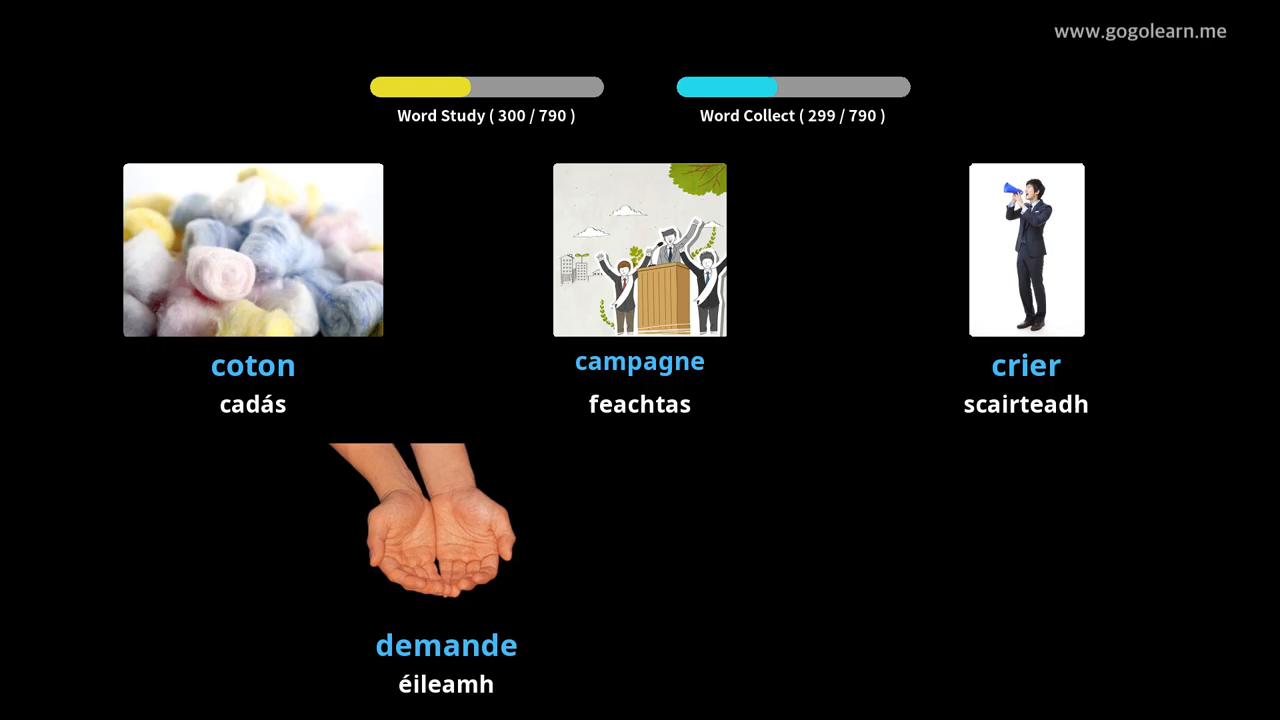 www.gogolearn.me
Word Study ( 300 / 790 )
Word Collect ( 299 / 790 )
coton
cadás
campagne
feachtas
crier
scairteadh
demande
éileamh